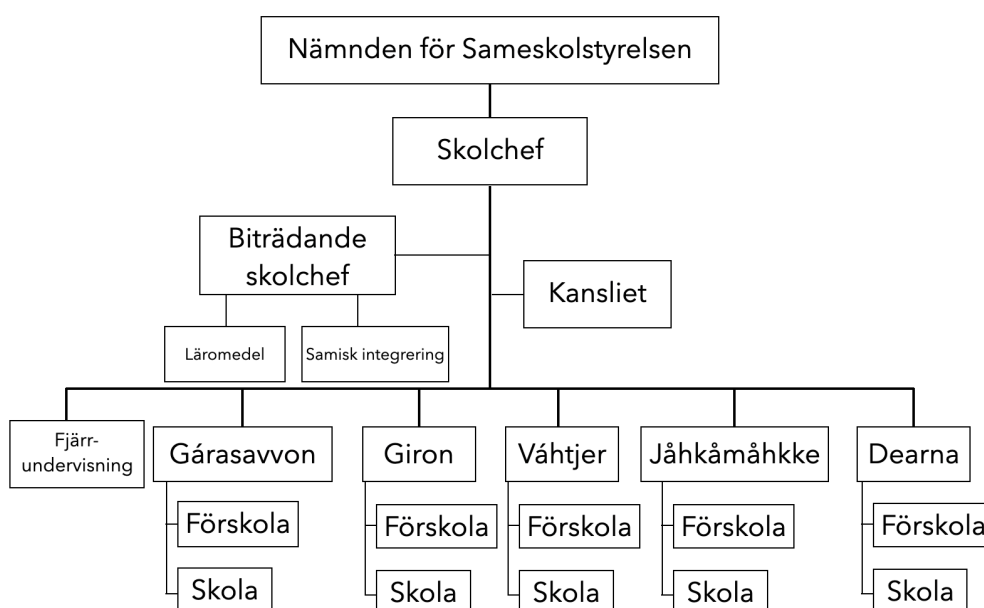 Nämnden för Sameskolstyrelsen
Skolchef
Biträdande
skolchef
Kansliet
Läromedel
Samisk integrering
Fjärr-
undervisning
Gárasavvon
Giron
Váhtjer
Jåhkåmåhkke
Dearna
Förskola
Förskola
Förskola
Förskola
Förskola
Skola
Skola
Skola
Skola
Skola